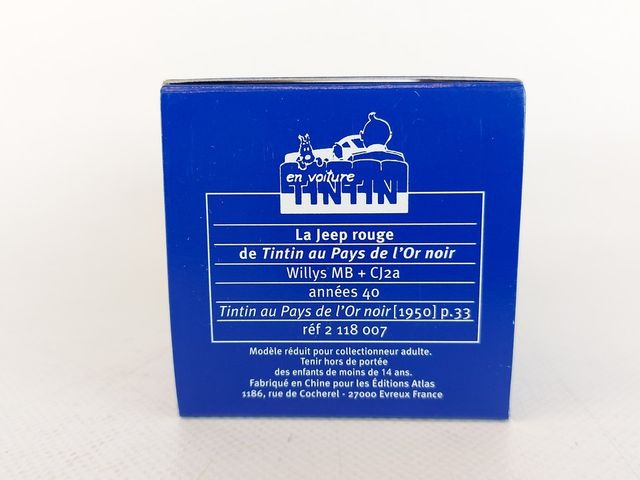 en voiture
TINTIN
La Jeep rouge
de Tintin au Pays de l'Or noir
Willys MB + CJ2a
années 40
Tintin au Pays de l'Or noir [1950] p.33
réf 2 118 007
Modèle réduit pour collectionneur adulte.
Tenir hors de portée
des enfants de moins de 14 ans.
Fabriqué en Chine pour les Éditions Atlas
1186, rue de Cocherel - 27000 Evreux France